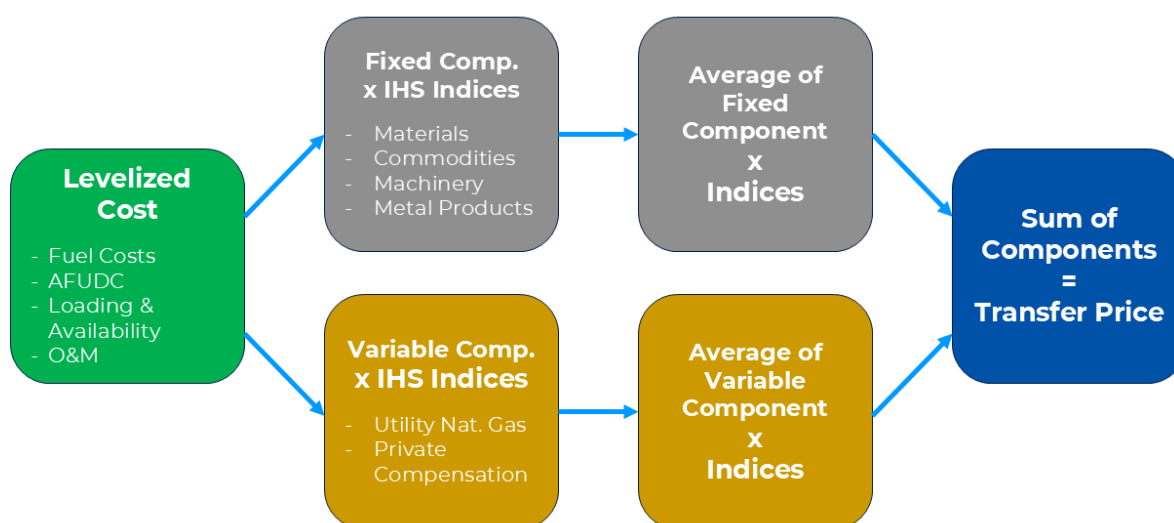 Levelized
Cost
- Fuel Costs
- AFUDC
- Loading &
Availability
- O&M
Fixed Comp.
x IHS Indices
- Materials
- Commodities
- Machinery
- Metal Products
Average of
Fixed
Component
x
Indices
Variable Comp.
x IHS Indices
- Utility Nat. Gas
- Private
Compensation
Average of
Variable
Component
x
Indices
Sum of
Components
=
Transfer Price